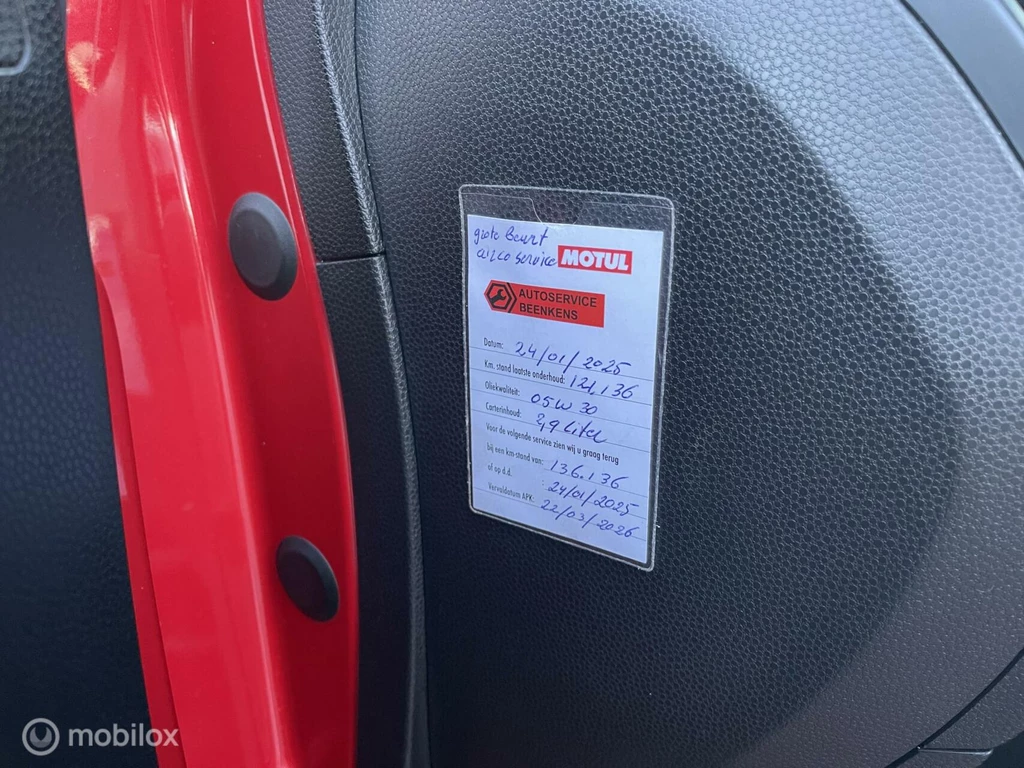 grote Beurt
airco service
MOTUL
AUTOSERVICE
BEENKENS
Datum: 24/01/2025
Km. stand laatste onderhoud: 121.136
Oliekwaliteit: 05W30
Carterinhoud: 3,9 liter
Voor de volgende service zien wij u graag terug
bij een km-stand van: 136.136
of op d.d. 24/01/2025
Vervaldatum APK: 22/03/2026
mobilox